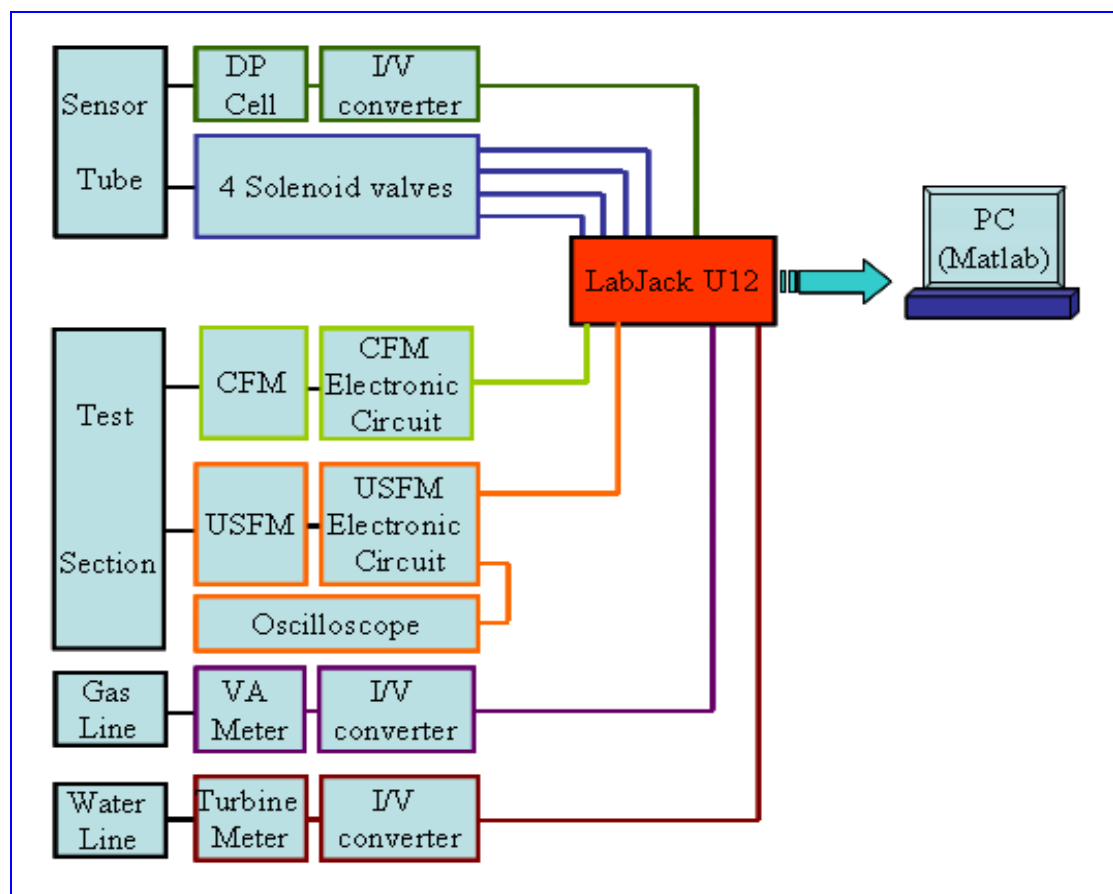 Sensor
Tube
DP
Cell
I/V
converter
4 Solenoid valves
LabJack U12
PC
(Matlab)
Test
Section
CFM
CFM
Electronic
Circuit
USFM
USFM
Electronic
Circuit
Oscilloscope
Gas
Line
VA
Meter
I/V
converter
Water
Line
Turbine
Meter
I/V
converter